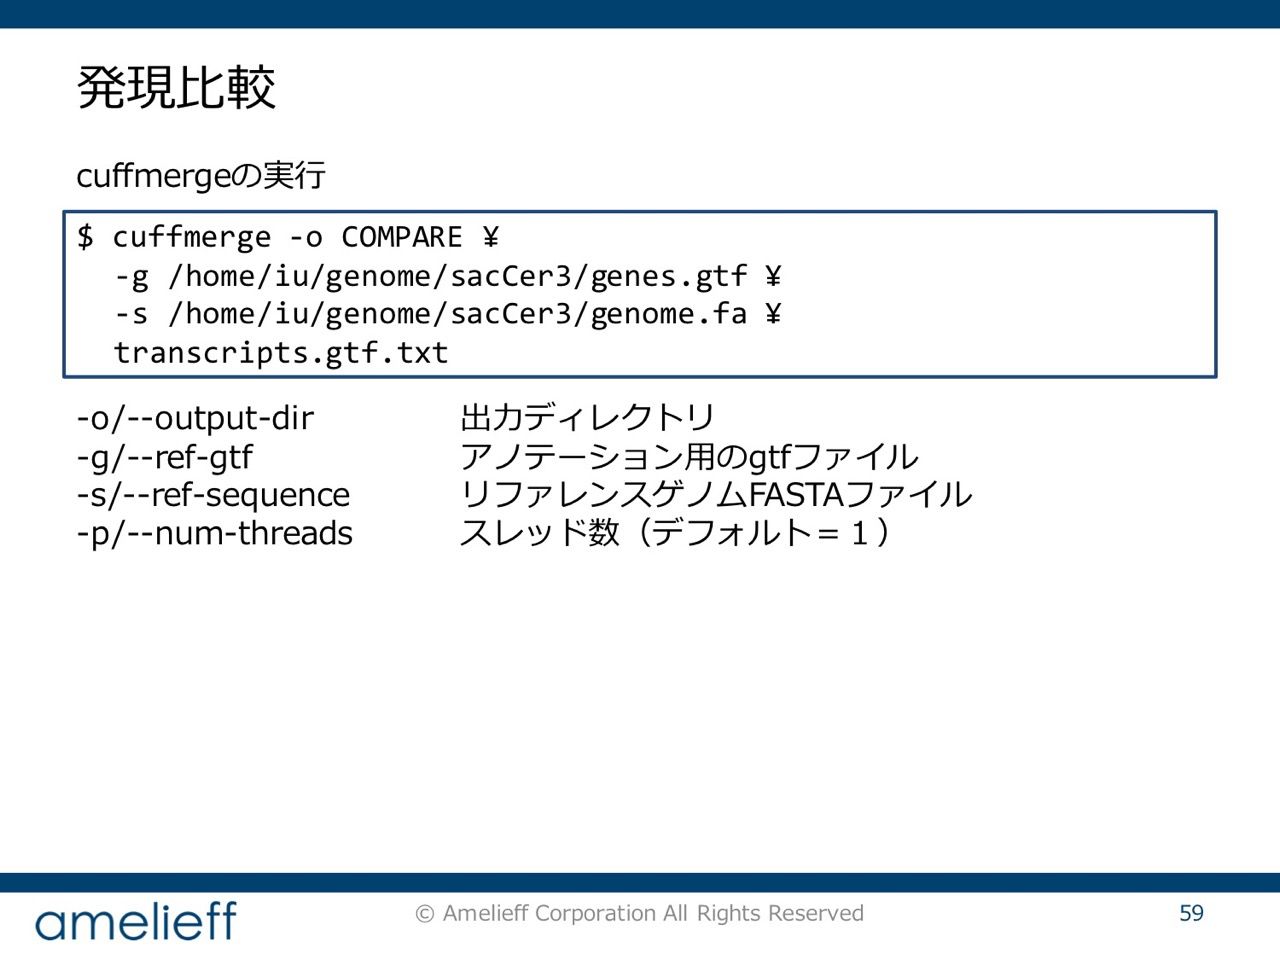 発現比較
cuffmergeの実行
$ cuffmerge -o COMPARE ¥
-g /home/iu/genome/sacCer3/genes.gtf ¥
-s /home/iu/genome/sacCer3/genome.fa ¥
transcripts.gtf.txt
-o/--output-dir 出力ディレクトリ
-g/--ref-gtf アノテーション用のgtfファイル
-s/--ref-sequence リファレンスゲノムFASTAファイル
-p/--num-threads スレッド数（デフォルト＝１）
amelieff © Amelieff Corporation All Rights Reserved 59